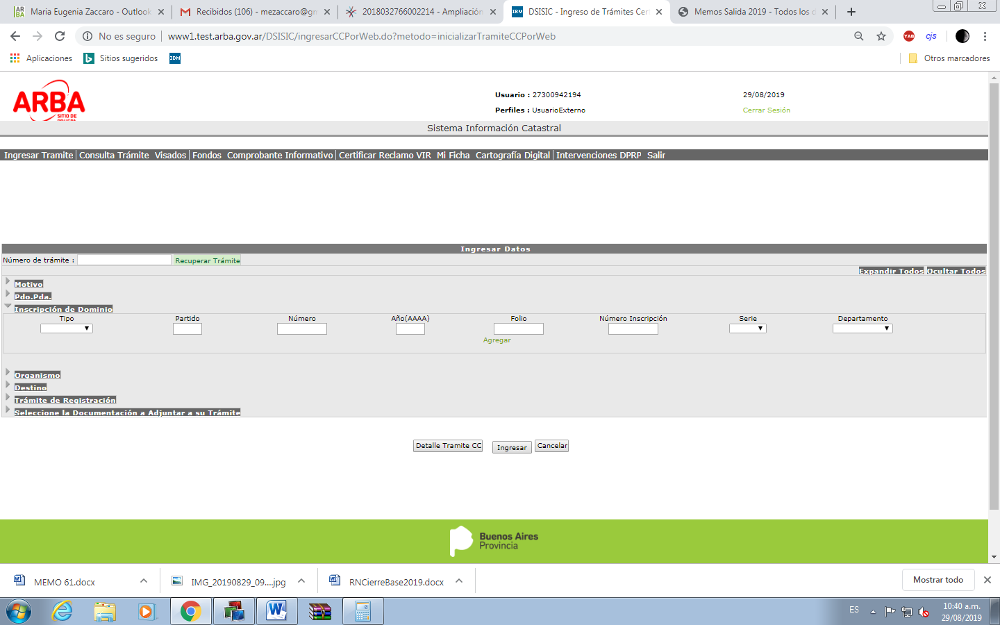 Maria Eugenia Zaccaro - Outlook
Recibidos (106) - mezaccaro@gm
2018032766002214 - Ampliación
DSISIC - Ingreso de Trámites Cer
Memos Salida 2019 - Todos los d
No es seguro | www1.test.arba.gov.ar/DSISIC/ingresarCCPorWeb.do?metodo=inicializarTramiteCCPorWeb
YAB
cjs
Aplicaciones
Sitios sugeridos
IBM
Otros marcadores
ARBA
SITIO DE
Usuario : 27300942194
29/08/2019
Perfiles : UsuarioExterno
Cerrar Sesión
Sistema Información Catastral
Ingresar Tramite | Consulta Trámite Visados | Fondos Comprobante Informativo | Certificar Reclamo VIR Mi Ficha Cartografía Digital | Intervenciones DPRP Salir
Ingresar Datos
Número de trámite :
Recuperar Trámite
Expandir Todos Ocultar Todos
Motivo
Pdo.Pda.
Inscripción de Dominio
Tipo Partido Número Año(AAAA) Folio Número Inscripción Serie Departamento
Agregar
Organismo
Destino
Trámite de Registración
Seleccione la Documentación a Adjuntar a su Trámite
Detalle Tramite CC
Ingresar
Cancelar
Buenos Aires
Provincia
MEMO 61.docx
IMG_20190829_09....jpg
RNCierreBase2019.docx
Mostrar todo
ES
10:40 a.m.
29/08/2019